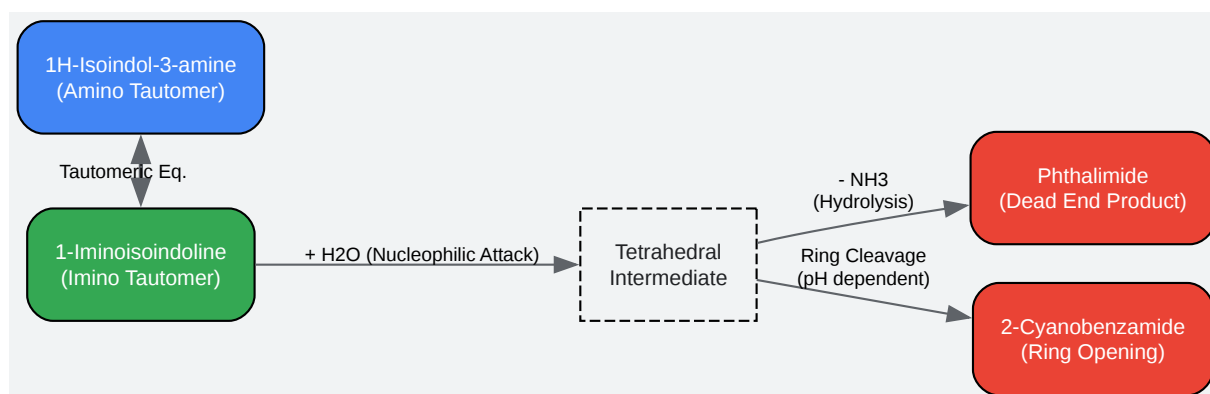 1H-Isoindol-3-amine
(Amino Tautomer)
Tautomeric Eq.
1-Iminoisoindoline
(Imino Tautomer)
+ H2O (Nucleophilic Attack)
Tetrahedral
Intermediate
- NH3
(Hydrolysis)
Ring Cleavage
(pH dependent)
Phthalimide
(Dead End Product)
2-Cyanobenzamide
(Ring Opening)